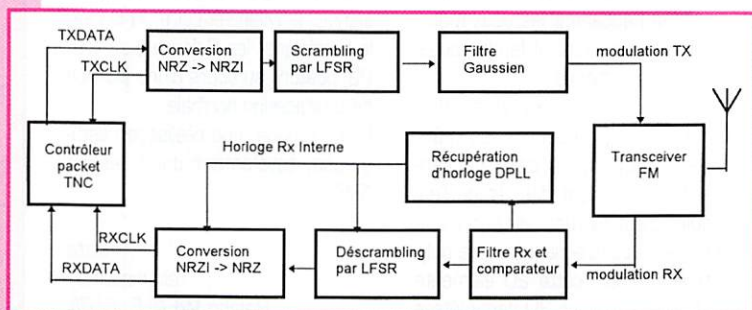 TXDATA
TXCLK
Conversion
NRZ -> NRZI
Scrambling
par LFSR
Filtre
Gaussien
modulation TX
Contrôleur
packet
TNC
Horloge Rx Interne
Récupération
d'horloge DPLL
Transceiver
FM
RXCLK
RXDATA
Conversion
NRZI -> NRZ
Déscrambling
par LFSR
Filtre Rx et
comparateur
modulation RX